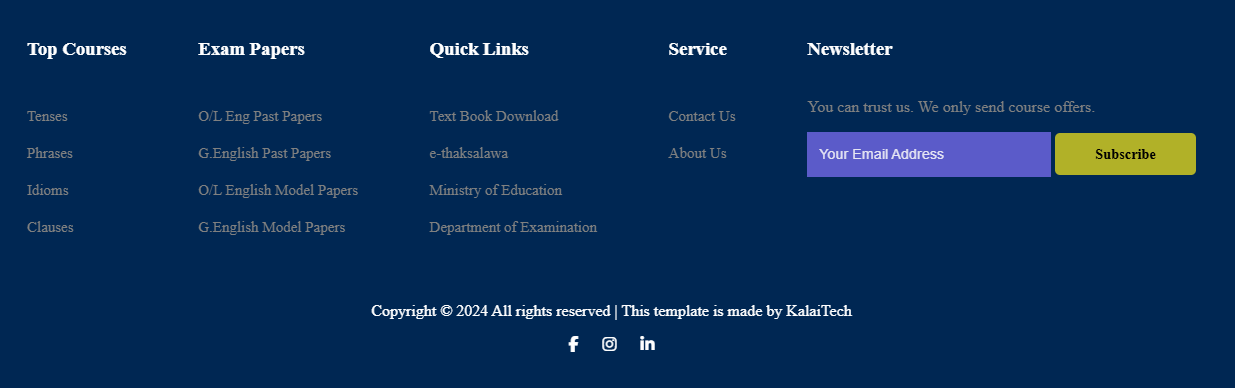 Top Courses
Tenses
Phrases
Idioms
Clauses
Exam Papers
O/L Eng Past Papers
G.English Past Papers
O/L English Model Papers
G.English Model Papers
Quick Links
Text Book Download
e-thaksalawa
Ministry of Education
Department of Examination
Service
Contact Us
About Us
Newsletter
You can trust us. We only send course offers.
Your Email Address
Subscribe
Copyright © 2024 All rights reserved | This template is made by KalaiTech